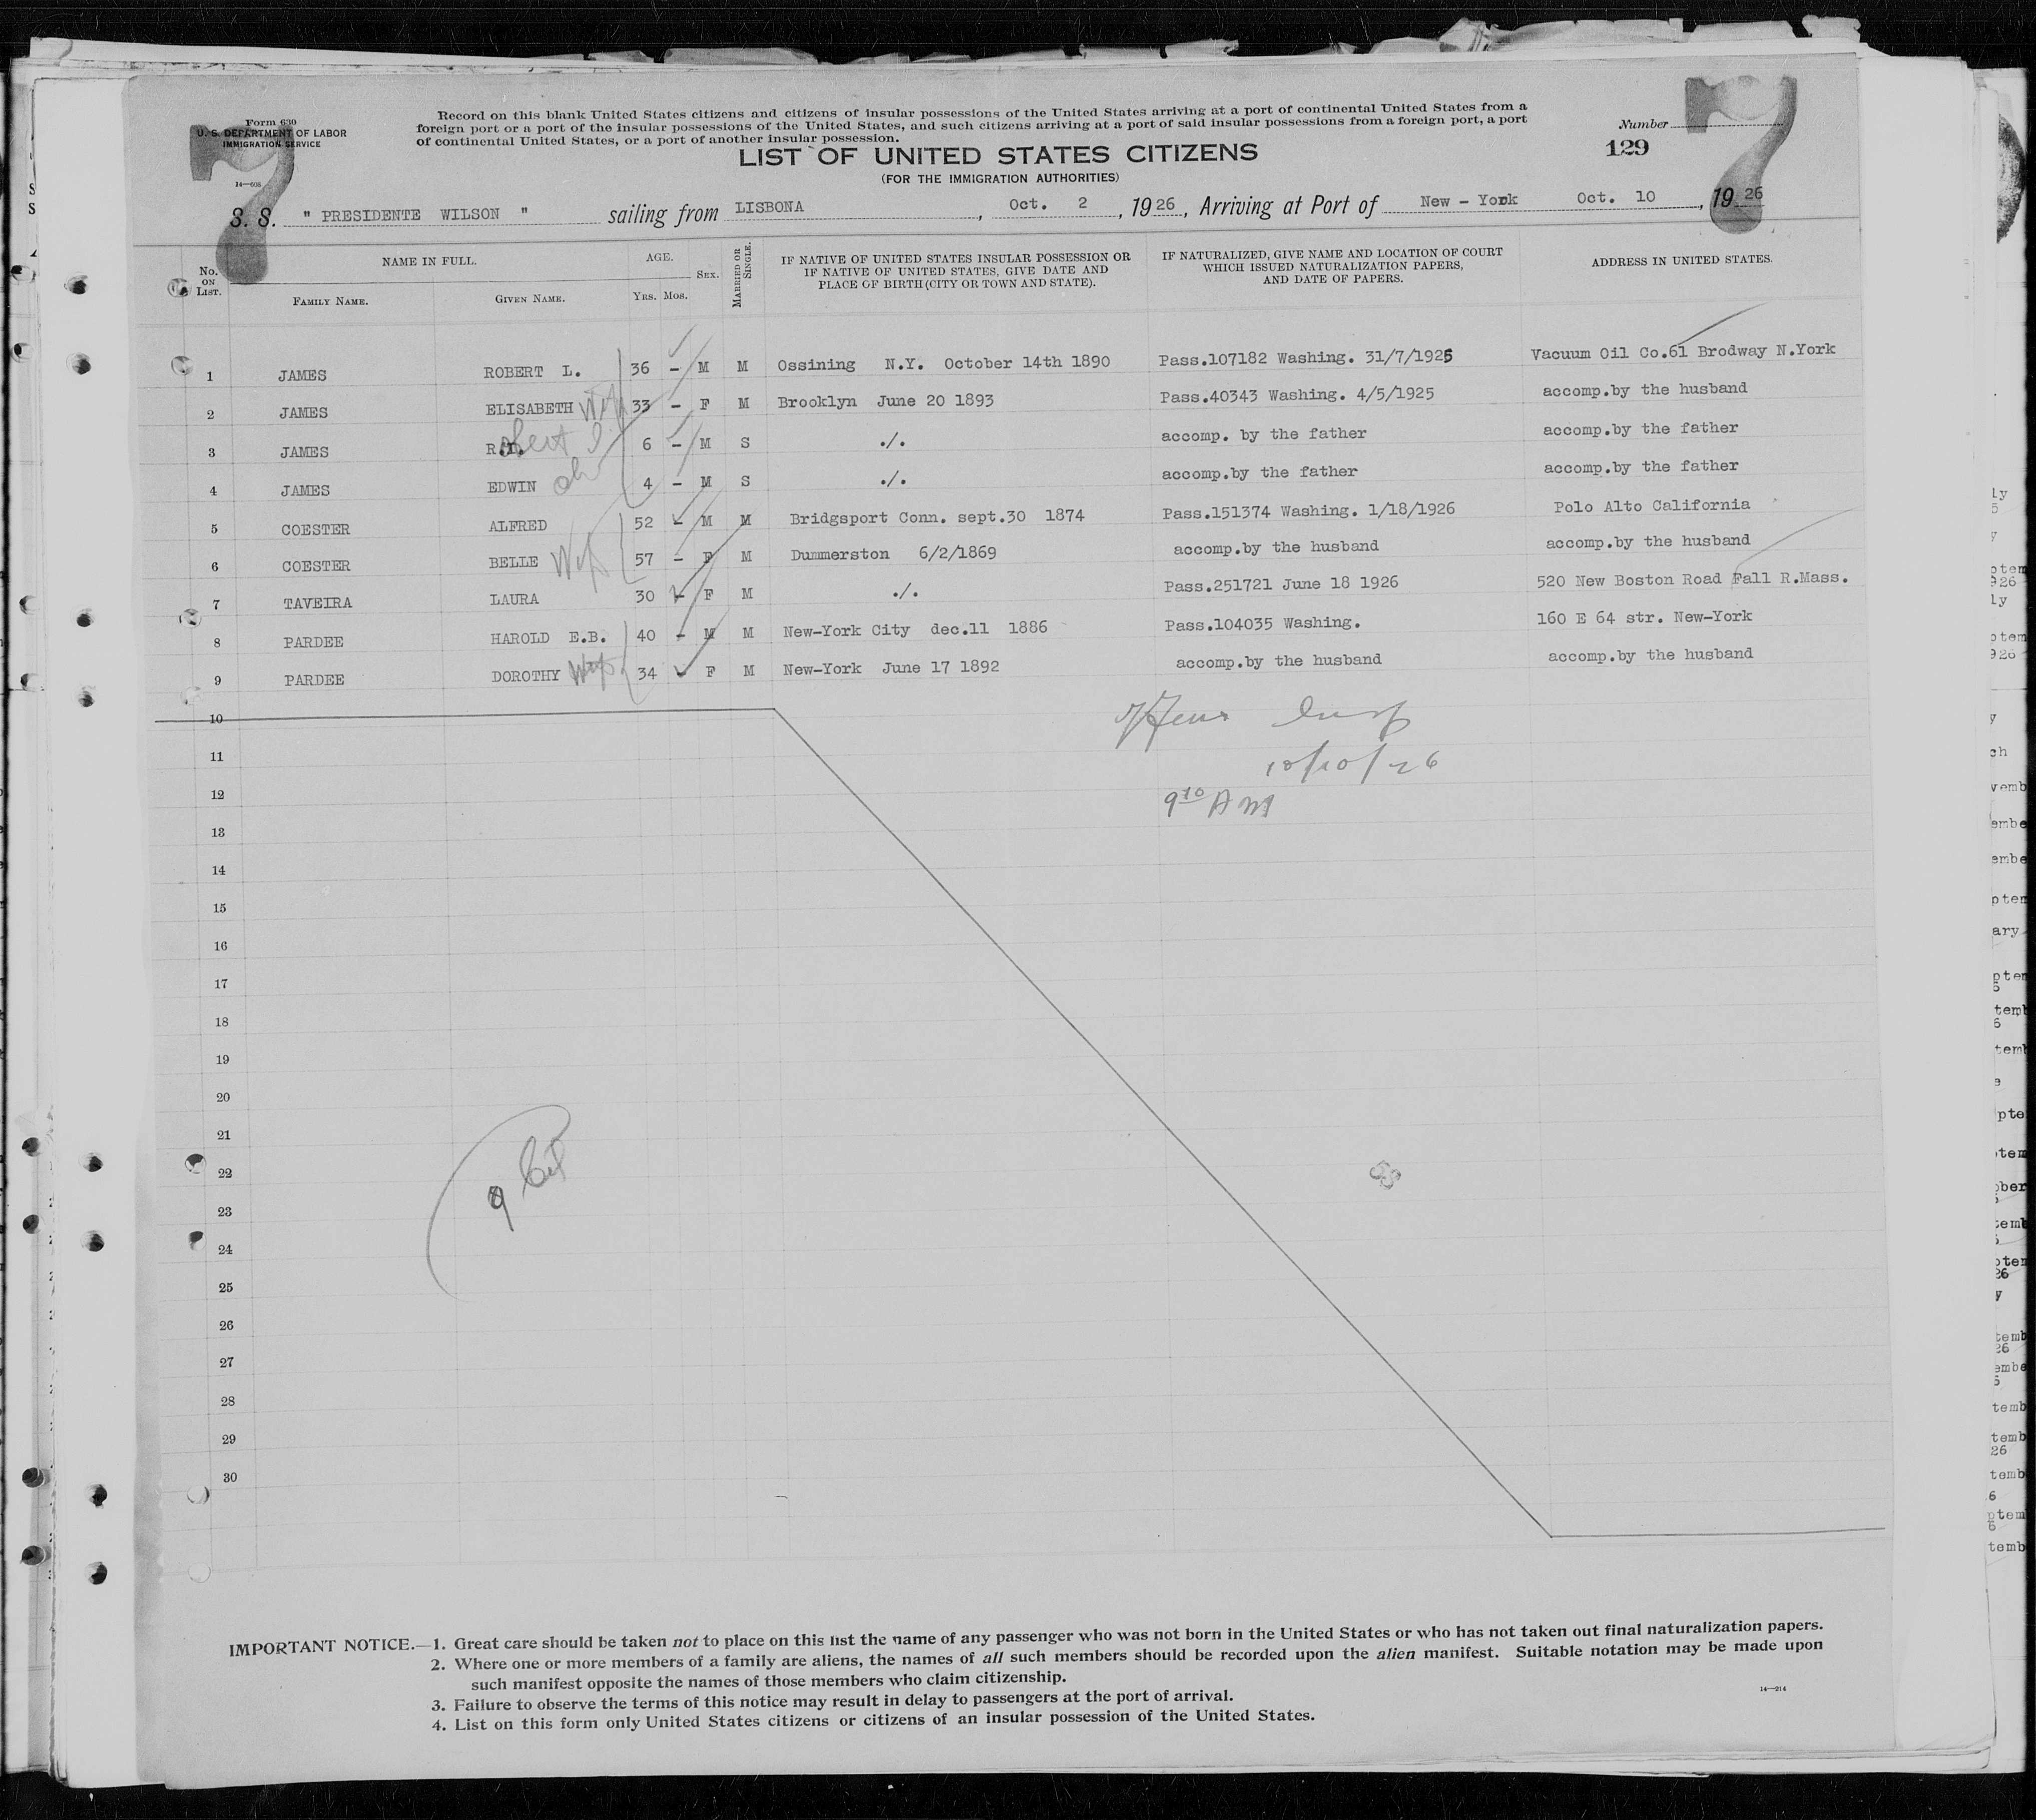 Form 630
U. S. DEPARTMENT OF LABOR
IMMIGRATION SERVICE
14—608
7
Record on this blank United States citizens and citizens of insular possessions of the United States arriving at a port of continental United States from a
foreign port or a port of the insular possessions of the United States, and such citizens arriving at a port of said insular possessions from a foreign port, a port
of continental United States, or a port of another insular possession.
7
Number
129
LIST OF UNITED STATES CITIZENS
(FOR THE IMMIGRATION AUTHORITIES)
S. S. " PRESIDENTE WILSON " sailing from LISBONA, Oct. 2, 1926, Arriving at Port of New - York Oct. 10, 1926
No. ON LIST. NAME IN FULL. FAMILY NAME. GIVEN NAME. AGE. YRS. MOS. SEX. MARRIED OR SINGLE. IF NATIVE OF UNITED STATES INSULAR POSSESSION OR IF NATIVE OF UNITED STATES, GIVE DATE AND PLACE OF BIRTH (CITY OR TOWN AND STATE). IF NATURALIZED, GIVE NAME AND LOCATION OF COURT WHICH ISSUED NATURALIZATION PAPERS, AND DATE OF PAPERS. ADDRESS IN UNITED STATES.
1 JAMES ROBERT L. 36 - M M Ossining N.Y. October 14th 1890 Pass.107182 Washing. 31/7/1925 Vacuum Oil Co.61 Brodway N.York
2 JAMES ELISABETH Wife 33 - F M Brooklyn June 20 1893 Pass.40343 Washing. 4/5/1925 accomp.by the husband
3 JAMES Robert 6 - M S ./. accomp. by the father accomp.by the father
4 JAMES EDWIN 4 - M S ./. accomp.by the father accomp.by the father
5 COESTER ALFRED 52 - M M Bridgsport Conn. sept.30 1874 Pass.151374 Washing. 1/18/1926 Polo Alto California
6 COESTER BELLE Wife 57 - F M Dummerston 6/2/1869 accomp.by the husband accomp.by the husband
7 TAVEIRA LAURA 30 - F M ./. Pass.251721 June 18 1926 520 New Boston Road Fall R.Mass.
8 PARDEE HAROLD E.B. 40 - M M New-York City dec.11 1886 Pass.104035 Washing. 160 E 64 str. New-York
9 PARDEE DOROTHY Wife 34 F M New-York June 17 1892 accomp.by the husband accomp.by the husband
10
Insp
11
10/10/26
12
9 10 AM
13
14
15
16
17
18
19
20
21
22
9 Cit
23
24
25
26
27
28
29
30
IMPORTANT NOTICE.—1. Great care should be taken not to place on this list the name of any passenger who was not born in the United States or who has not taken out final naturalization papers.
2. Where one or more members of a family are aliens, the names of all such members should be recorded upon the alien manifest. Suitable notation may be made upon
such manifest opposite the names of those members who claim citizenship.
3. Failure to observe the terms of this notice may result in delay to passengers at the port of arrival.
4. List on this form only United States citizens or citizens of an insular possession of the United States.
14—214